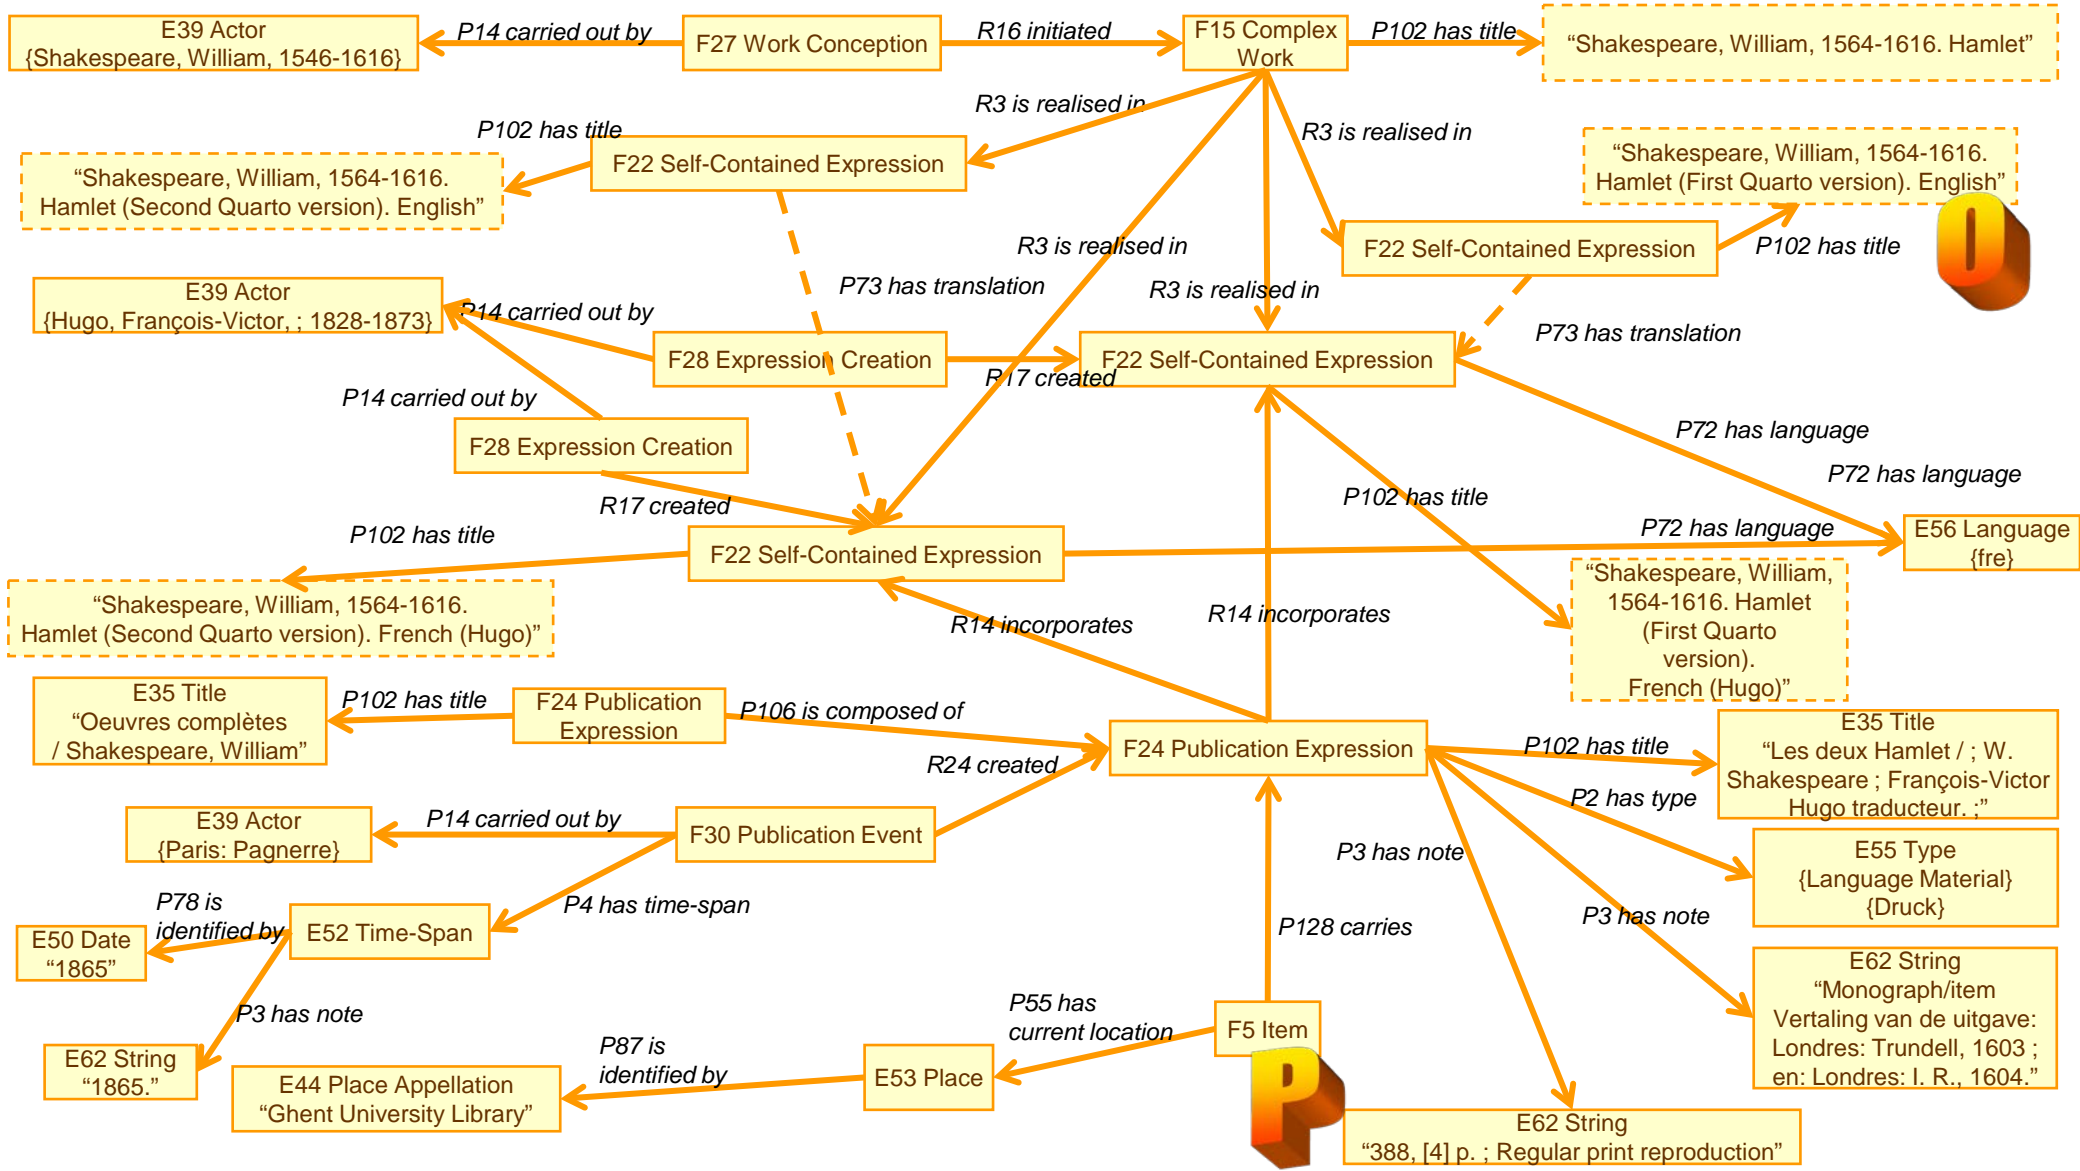 E39 Actor
{Shakespeare, William, 1546-1616}
P14 carried out by
F27 Work Conception
R16 initiated
F15 Complex
Work
P102 has title
“Shakespeare, William, 1564-1616. Hamlet”
R3 is realised in
P102 has title
F22 Self-Contained Expression
“Shakespeare, William, 1564-1616.
Hamlet (Second Quarto version). English”
R3 is realised in
“Shakespeare, William, 1564-1616.
Hamlet (First Quarto version). English”
F22 Self-Contained Expression
P102 has title
O
R3 is realised in
P73 has translation
R3 is realised in
P73 has translation
E39 Actor
{Hugo, François-Victor, ; 1828-1873}
P14 carried out by
F28 Expression Creation
R17 created
F22 Self-Contained Expression
P14 carried out by
F28 Expression Creation
R17 created
P72 has language
P72 has language
P72 has language
P102 has title
P102 has title
F22 Self-Contained Expression
E56 Language
{fre}
“Shakespeare, William, 1564-1616.
Hamlet (Second Quarto version). French (Hugo)”
R14 incorporates
R14 incorporates
“Shakespeare, William,
1564-1616. Hamlet
(First Quarto
version).
French (Hugo)”
E35 Title
“Oeuvres complètes
/ Shakespeare, William”
P102 has title
F24 Publication
Expression
P106 is composed of
F24 Publication Expression
P102 has title
E35 Title
“Les deux Hamlet / ; W.
Shakespeare ; François-Victor
Hugo traducteur. ;”
R24 created
P2 has type
E39 Actor
{Paris: Pagnerre}
P14 carried out by
F30 Publication Event
P3 has note
E55 Type
{Language Material}
{Druck}
P78 is
identified by
P4 has time-span
E52 Time-Span
P128 carries
P3 has note
E50 Date
“1865”
E62 String
“Monograph/item
Vertaling van de uitgave:
Londres: Trundell, 1603 ;
en: Londres: I. R., 1604.”
P3 has note
P55 has
current location
F5 Item
E62 String
“1865.”
P87 is
identified by
E53 Place
E44 Place Appellation
“Ghent University Library”
P
E62 String
“388, [4] p. ; Regular print reproduction”